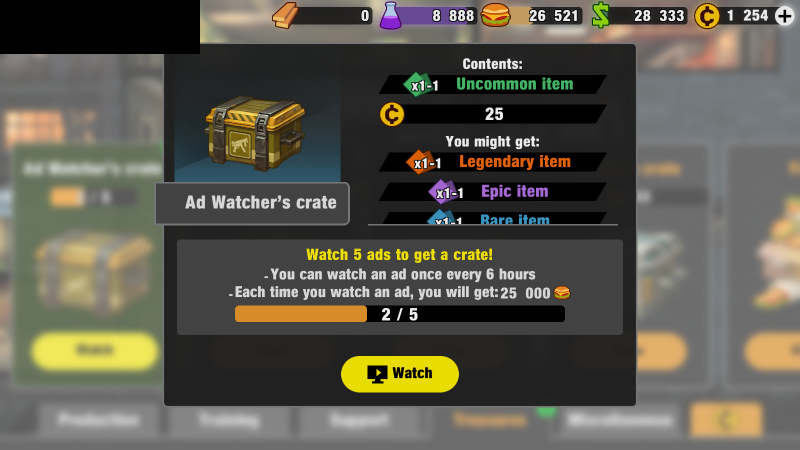 0
8 888
26 521
28 333
1 254
Contents:
x1-1 Uncommon item
25
You might get:
x1-1 Legendary item
x1-1 Epic item
x1-1 Rare item
Ad Watcher's crate
Watch 5 ads to get a crate!
- You can watch an ad once every 6 hours
- Each time you watch an ad, you will get: 25 000
2 / 5
Watch
Ad Watcher's crate
/ 5
Watch
Productive
Training
Support
Treasures
Miscellaneous